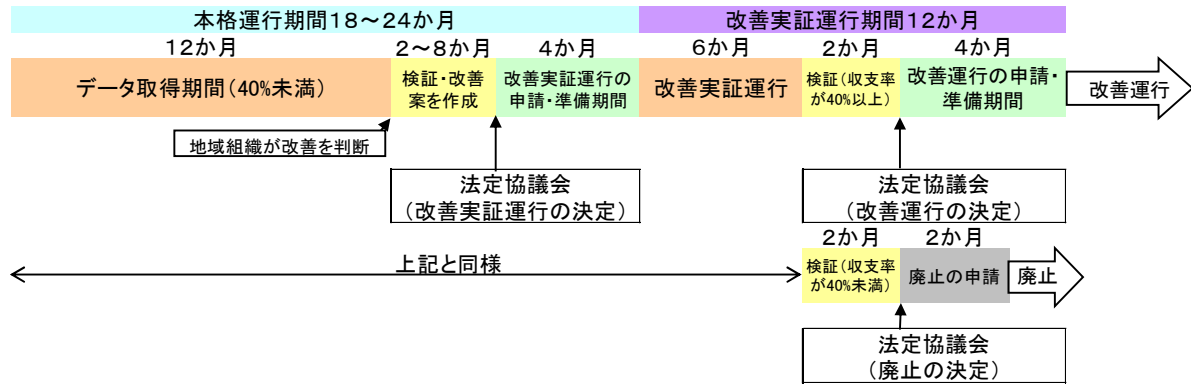 本格運行期間18～24か月
改善実証運行期間12か月
12か月
2～8か月
4か月
6か月
2か月
4か月
データ取得期間（40%未満）
検証・改善
案を作成
改善実証運行の
申請・準備期間
改善実証運行
検証（収支率
が40%以上）
改善運行の申請・
準備期間
改善運行
地域組織が改善を判断
法定協議会
（改善実証運行の決定）
法定協議会
（改善運行の決定）
2か月
2か月
上記と同様
検証（収支率
が40%未満）
廃止の申請
廃止
法定協議会
（廃止の決定）